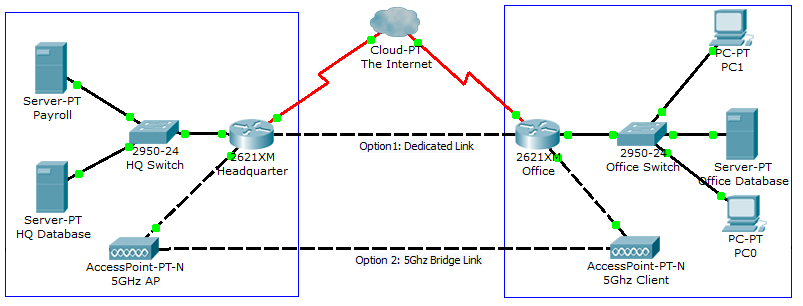 Cloud-PT
The Internet
Server-PT
Payroll
2950-24
HQ Switch
2621XM
Headquarter
Server-PT
HQ Database
AccessPoint-PT-N
5GHz AP
Option1: Dedicated Link
Option 2: 5Ghz Bridge Link
PC-PT
PC1
2621XM
Office
2950-24
Office Switch
Server-PT
Office Database
PC-PT
PC0
AccessPoint-PT-N
5Ghz Client